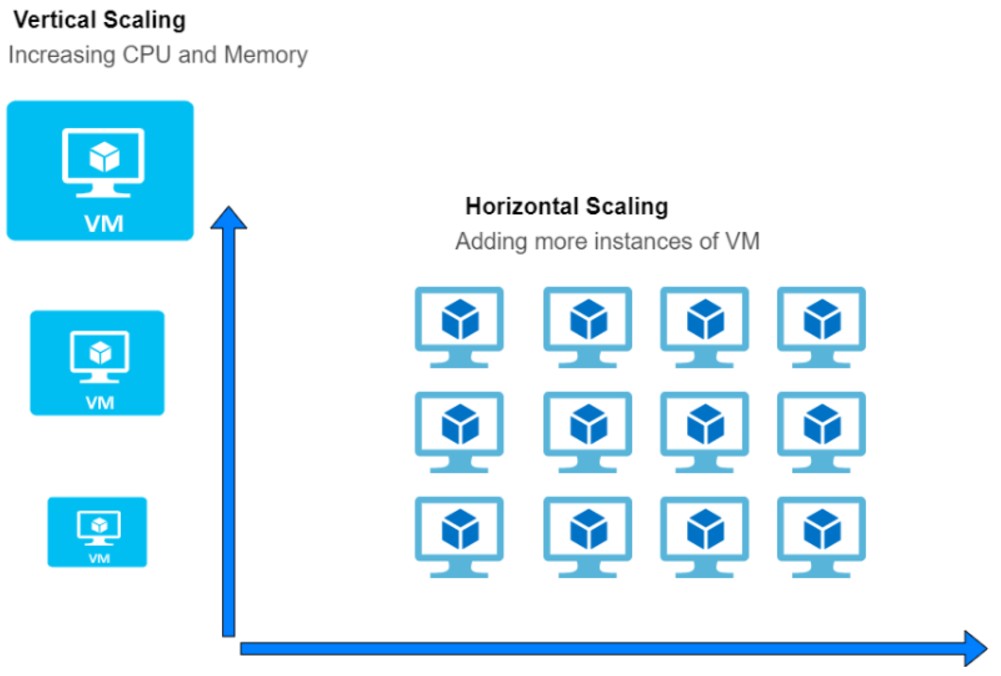 Vertical Scaling
Increasing CPU and Memory
VM
Horizontal Scaling
Adding more instances of VM
VM
VM